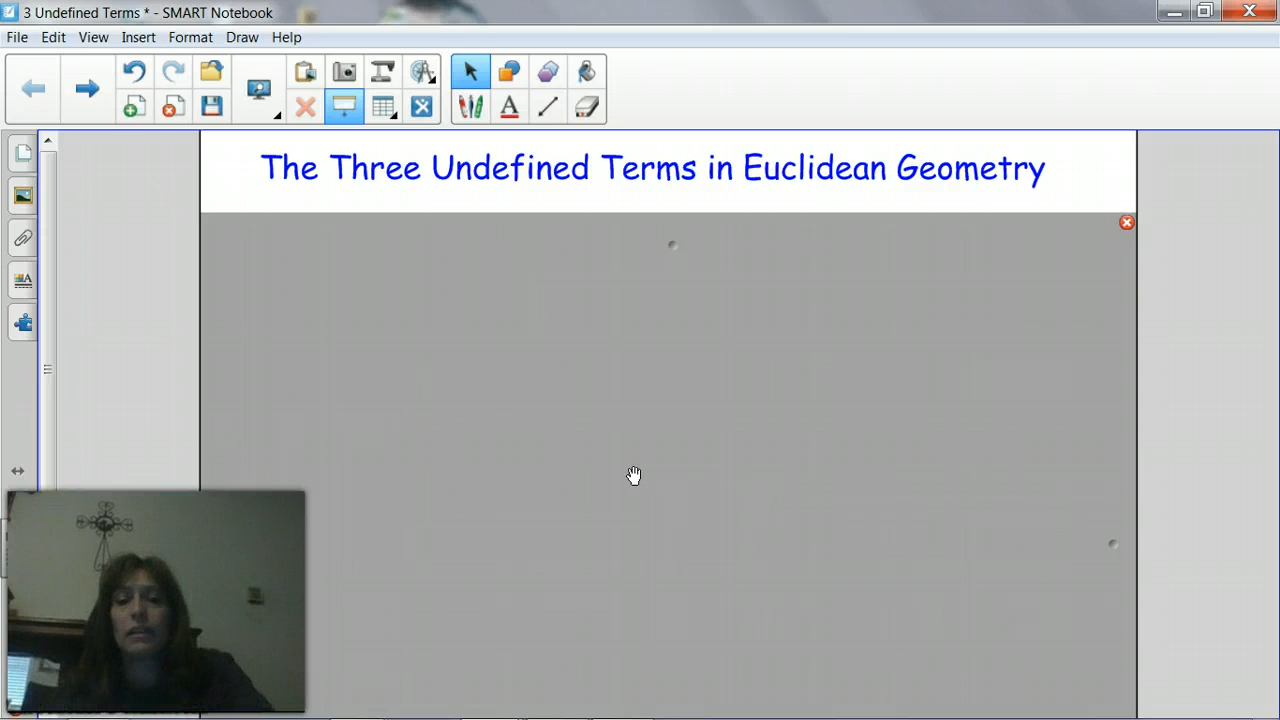 3 Undefined Terms * - SMART Notebook
File Edit View Insert Format Draw Help
The Three Undefined Terms in Euclidean Geometry